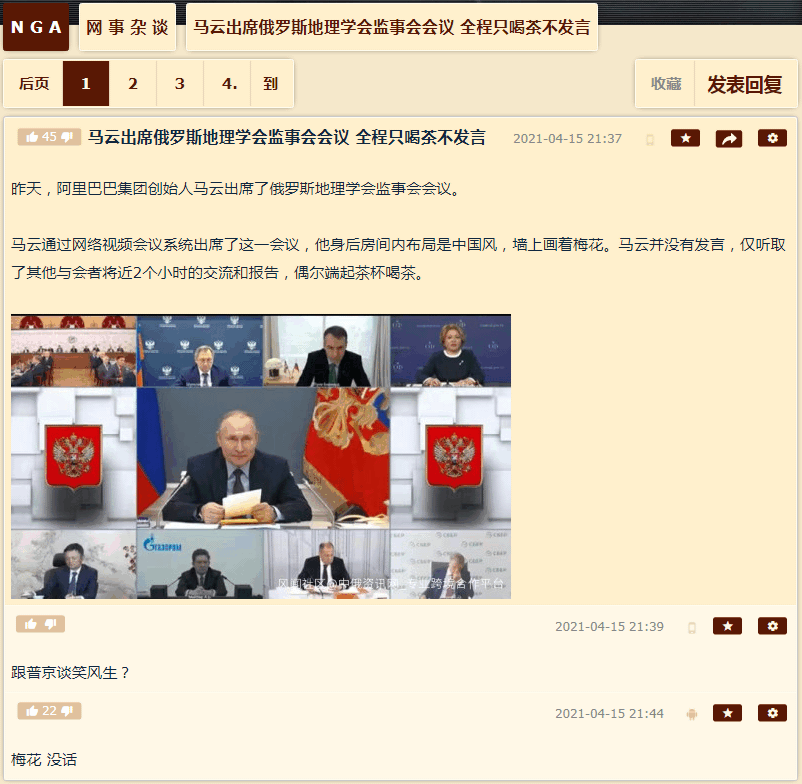 NGA 网事杂谈 马云出席俄罗斯地理学会监事会会议 全程只喝茶不发言
后页 1 2 3 4. 到 收藏 发表回复
45 马云出席俄罗斯地理学会监事会会议 全程只喝茶不发言 2021-04-15 21:37
昨天，阿里巴巴集团创始人马云出席了俄罗斯地理学会监事会会议。
马云通过网络视频会议系统出席了这一会议，他身后房间内布局是中国风，墙上画着梅花。马云并没有发言，仅听取
了其他与会者将近2个小时的交流和报告，偶尔端起茶杯喝茶。
ГАЗПРОМ
风闻社区@中俄资讯网_专业跨境合作平台
2021-04-15 21:39
跟普京谈笑风生？
22 2021-04-15 21:44
梅花 没话